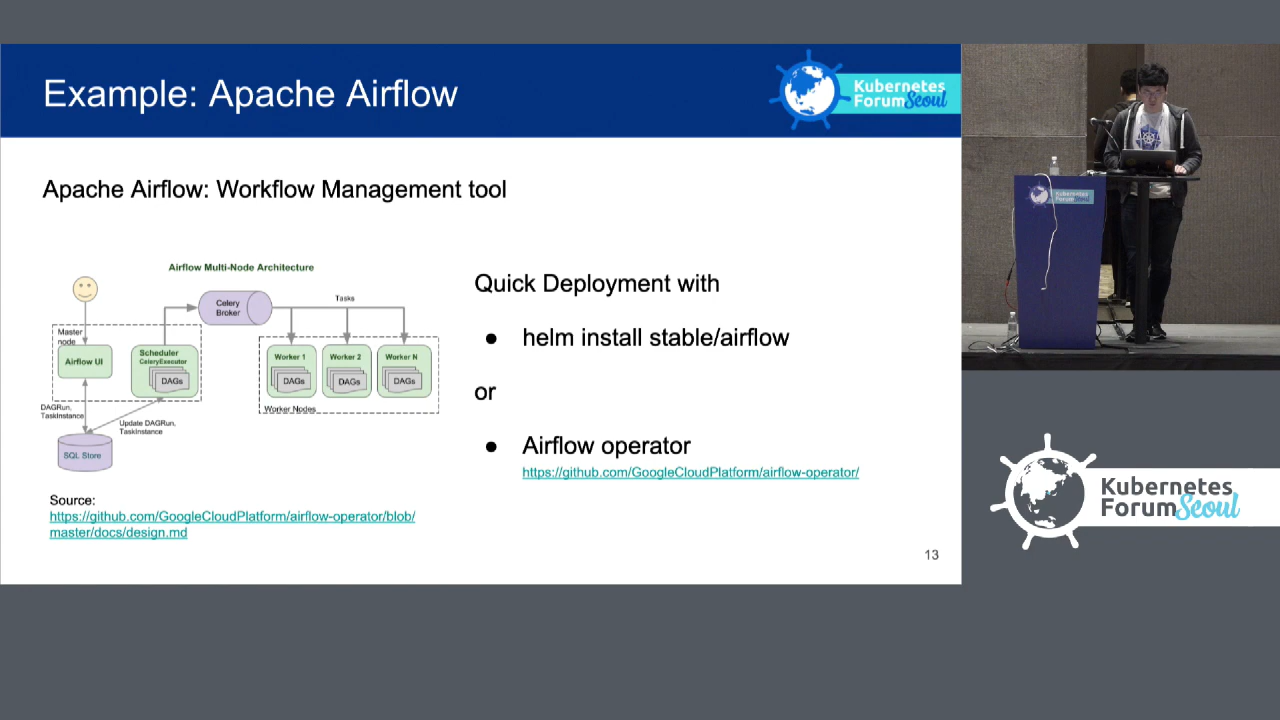 Example: Apache Airflow
Kubernetes
Forum Seoul
Apache Airflow: Workflow Management tool
Airflow Multi-Node Architecture
Celery
Broker
Tasks
Master
node
Airflow UI
Scheduler
CeleryExecutor
DAGs
Worker 1
DAGs
Worker 2
DAGs
Worker N
DAGs
Worker Nodes
DAGRun,
TaskInstance
Update DAGRun,
TaskInstance
SQL Store
Source:
https://github.com/GoogleCloudPlatform/airflow-operator/blob/
master/docs/design.md
Quick Deployment with
● helm install stable/airflow
or
● Airflow operator
https://github.com/GoogleCloudPlatform/airflow-operator/
13
Kubernetes
Forum Seoul
Kubernetes
Forum Seoul